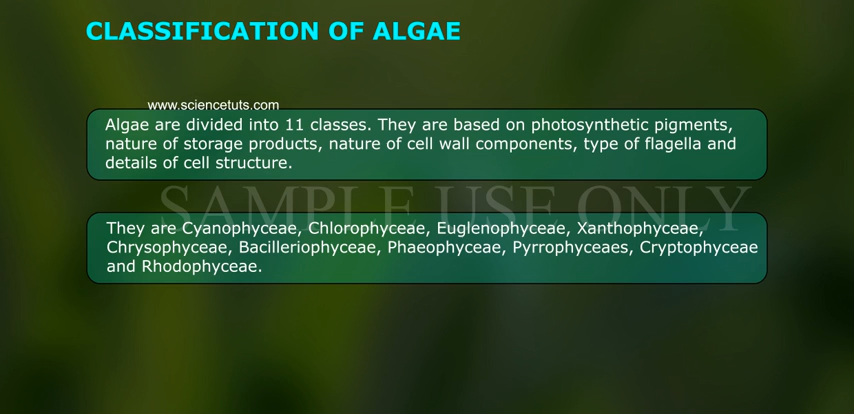 CLASSIFICATION OF ALGAE
www.sciencetuts.com
Algae are divided into 11 classes. They are based on photosynthetic pigments,
nature of storage products, nature of cell wall components, type of flagella and
details of cell structure.
SAMPLE USE ONLY
They are Cyanophyceae, Chlorophyceae, Euglenophyceae, Xanthophyceae,
Chrysophyceae, Bacilleriophyceae, Phaeophyceae, Pyrrophyceaes, Cryptophyceae
and Rhodophyceae.